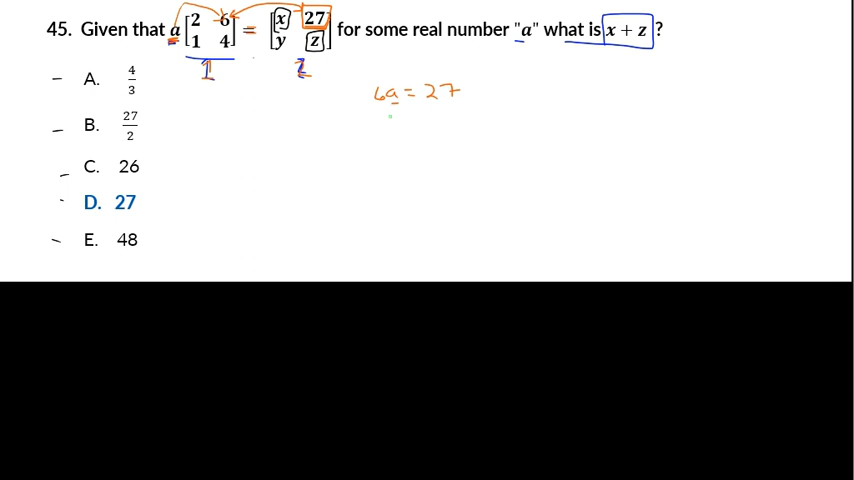 45. Given that a [2 6 1 4] = [x 27 y z] for some real number "a" what is x + z ?
1 2
6a = 27
A. 4/3
B. 27/2
C. 26
D. 27
E. 48